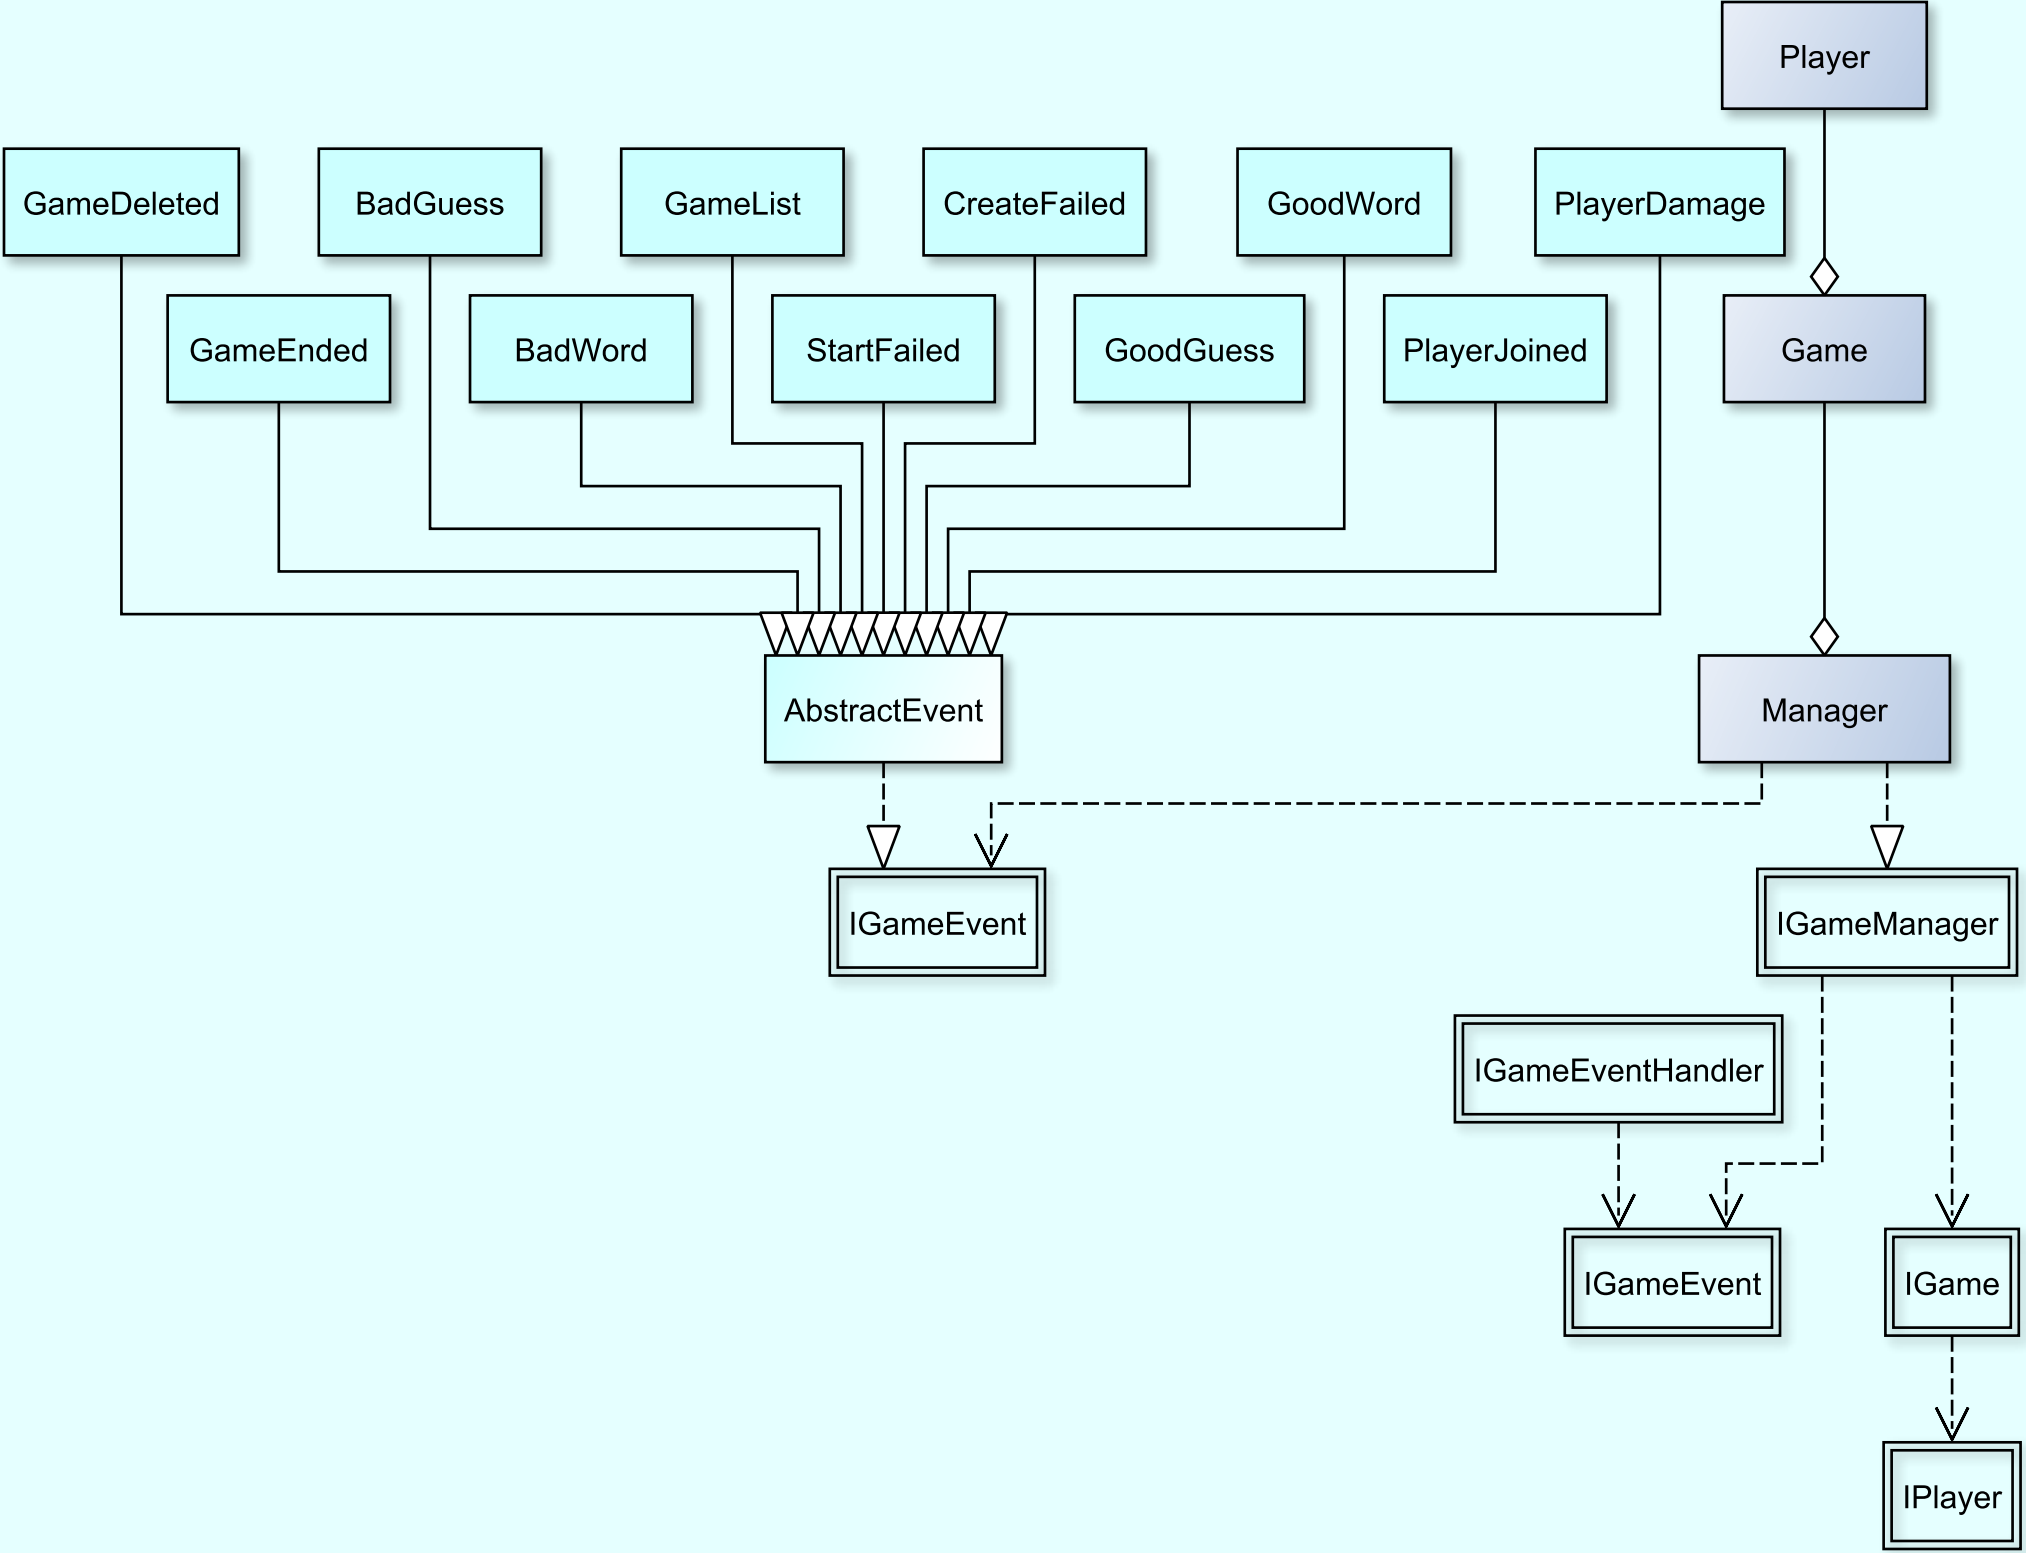 Player
GameDeleted
BadGuess
GameList
CreateFailed
GoodWord
PlayerDamage
GameEnded
BadWord
StartFailed
GoodGuess
PlayerJoined
Game
AbstractEvent
Manager
IGameEvent
IGameManager
IGameEventHandler
IGameEvent
IGame
IPlayer